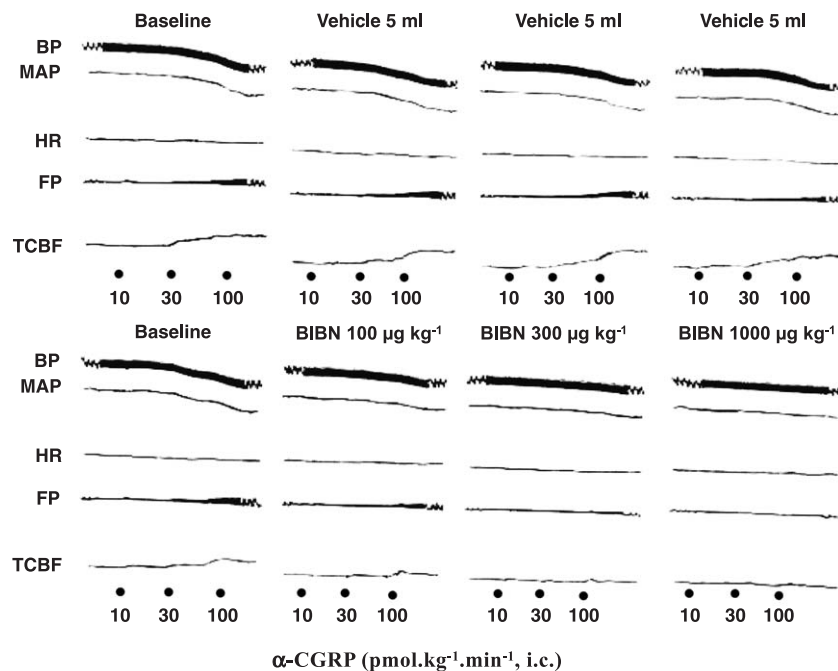 Baseline Vehicle 5 ml Vehicle 5 ml Vehicle 5 ml
BP
MAP
HR
FP
TCBF
10 30 100 10 30 100 10 30 100 10 30 100
Baseline BIBN 100 µg kg⁻¹ BIBN 300 µg kg⁻¹ BIBN 1000 µg kg⁻¹
BP
MAP
HR
FP
TCBF
10 30 100 10 30 100 10 30 100 10 30 100
α-CGRP (pmol.kg⁻¹.min⁻¹, i.c.)